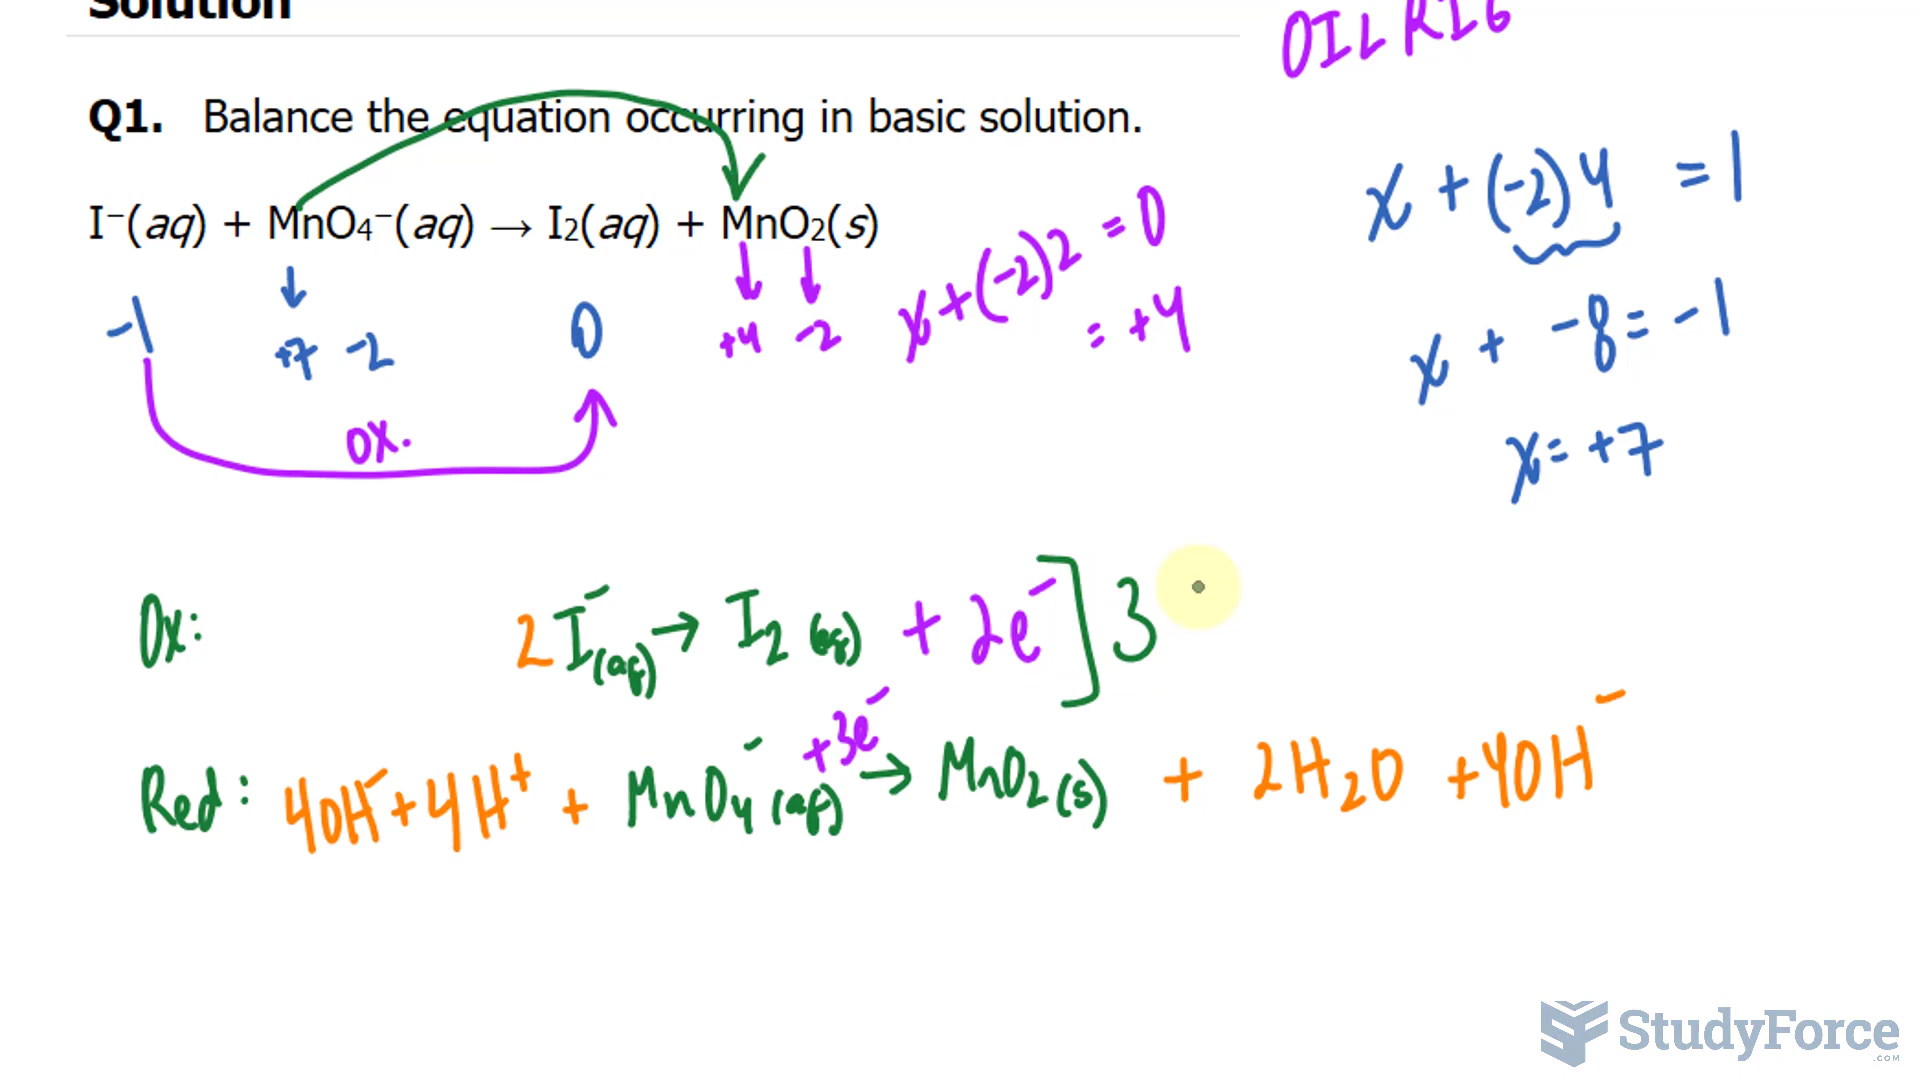 Solution
OILRIG
Q1. Balance the equation occurring in basic solution.
I⁻(aq) + MnO₄⁻(aq) → I₂(aq) + MnO₂(s)
-1
+7 -2
0
+4 -2
x + (-2)2 = 0
= +4
x + (-2)4 = 1
x + -8 = -1
x = +7
ox.
Ox: 2I⁻(aq) → I₂(aq) + 2e⁻ ] 3
Red: 4OH⁻ + 4H⁺ + MnO₄⁻(aq) +3e⁻ → MnO₂(s) + 2H₂O + 4OH⁻
StudyForce
.COM